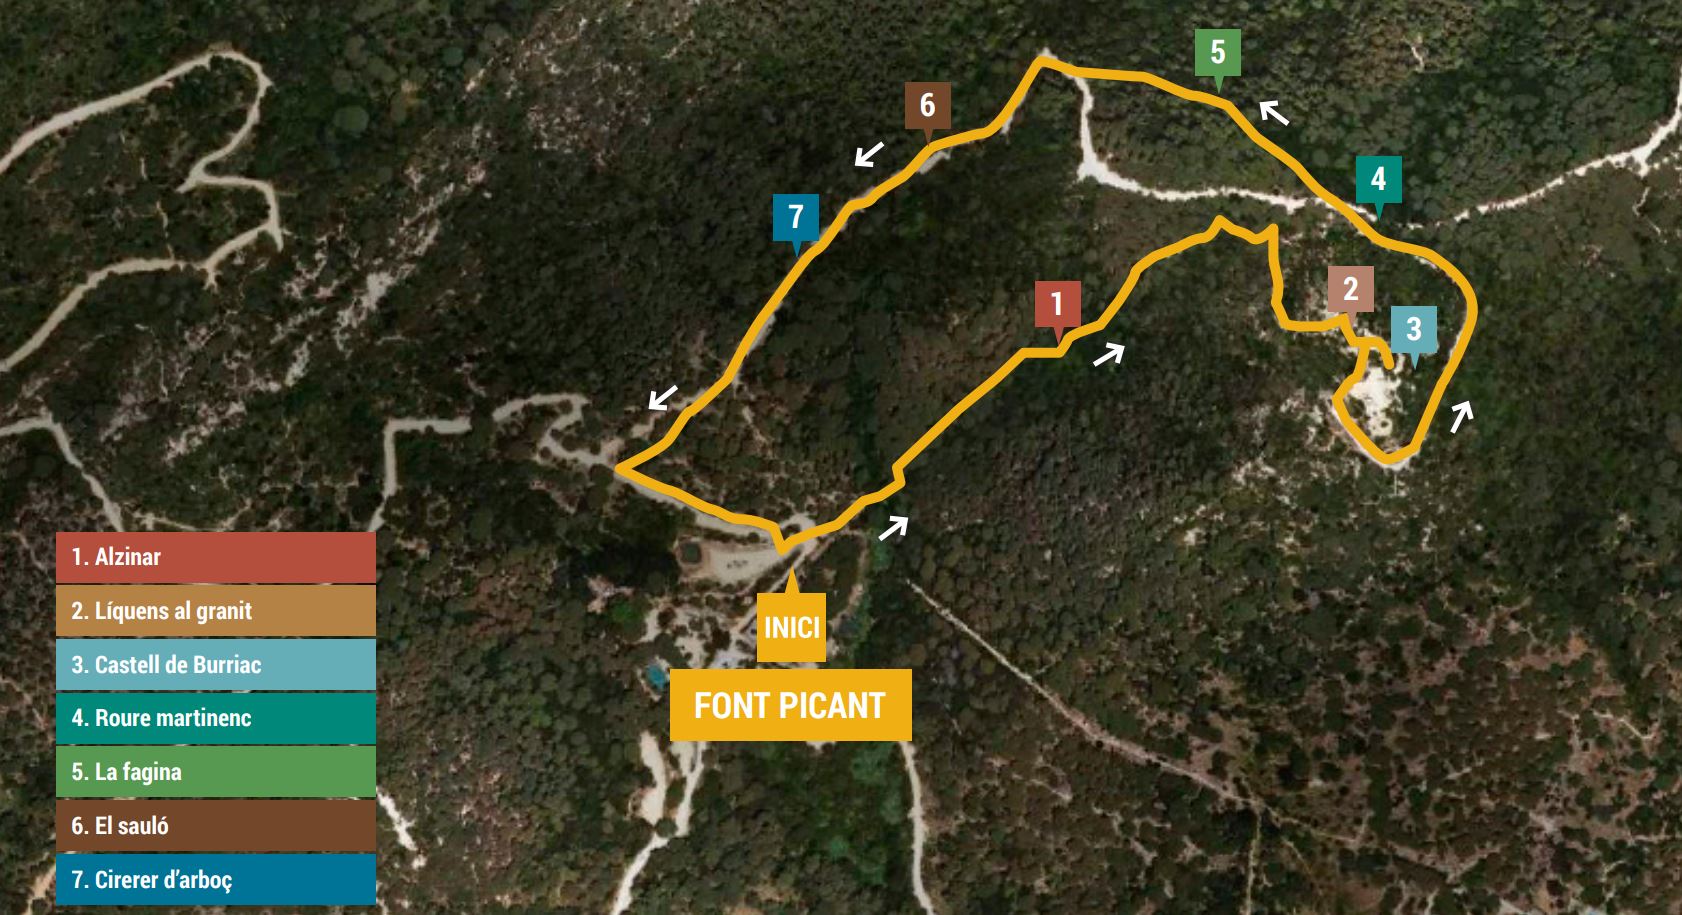 5
6
4
7
2
1
3
1. Alzinar
2. Líquens al granit
INICI
3. Castell de Burriac
FONT PICANT
4. Roure martinenc
5. La fagina
6. El sauló
7. Cirerer d'arboç